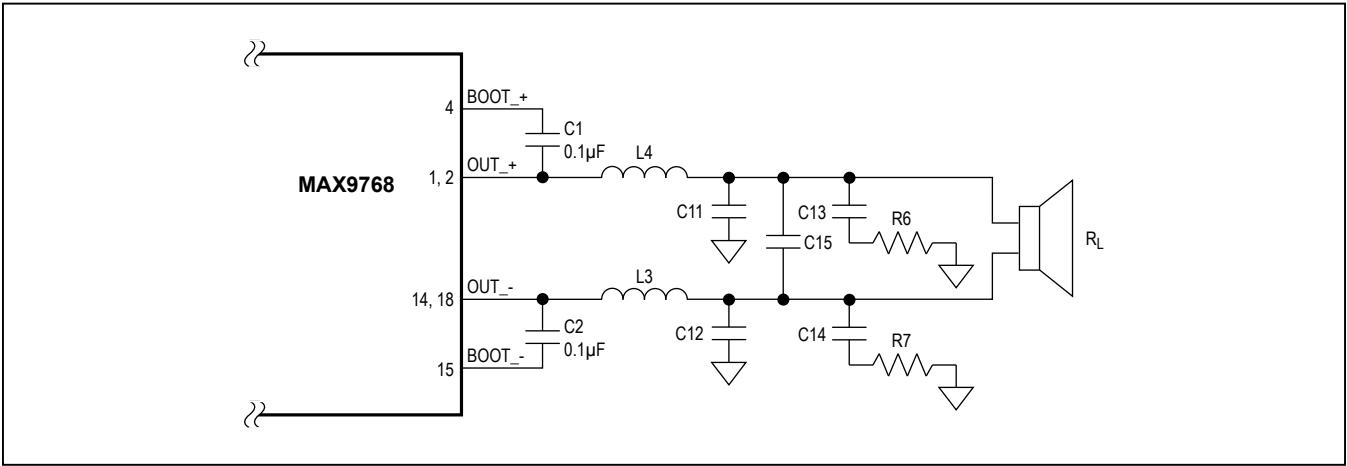 4 BOOT_+
C1
0.1µF
MAX9768
1, 2 OUT_+
L4
C11
C15
C13
R6
RL
14, 18 OUT_-
L3
C2
0.1µF
15 BOOT_-
C12
C14
R7